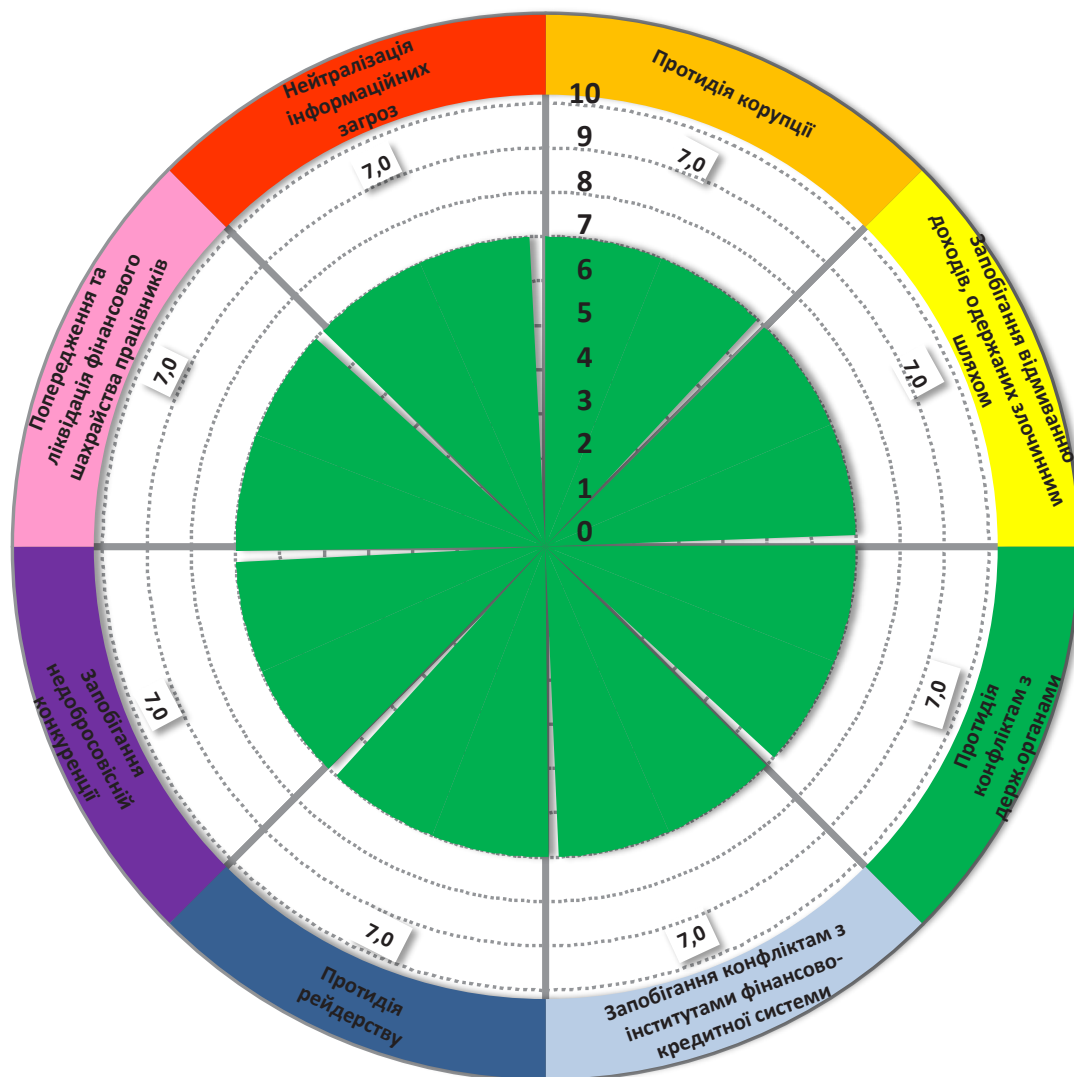 Протидія корупції
7,0
Запобігання відмиванню
доходів, одержаних злочинним
шляхом
7,0
Протидія
конфліктам з
держ.органами
7,0
Запобігання конфліктам з
інститутами фінансово-
кредитної системи
7,0
Протидія
рейдерству
7,0
Запобігання
недобросовісній
конкуренції
7,0
Попередження та
ліквідація фінансового
шахрайства працівників
7,0
Нейтралізація
інформаційних
загроз
7,0
10
9
8
7
6
5
4
3
2
1
0